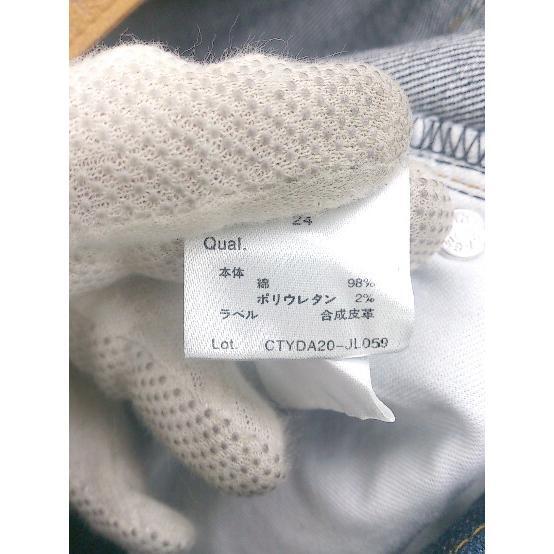 24
Qual.
本体
綿 98%
ポリウレタン 2%
ラベル 合成皮革
Lot. CTYDA20-JL059